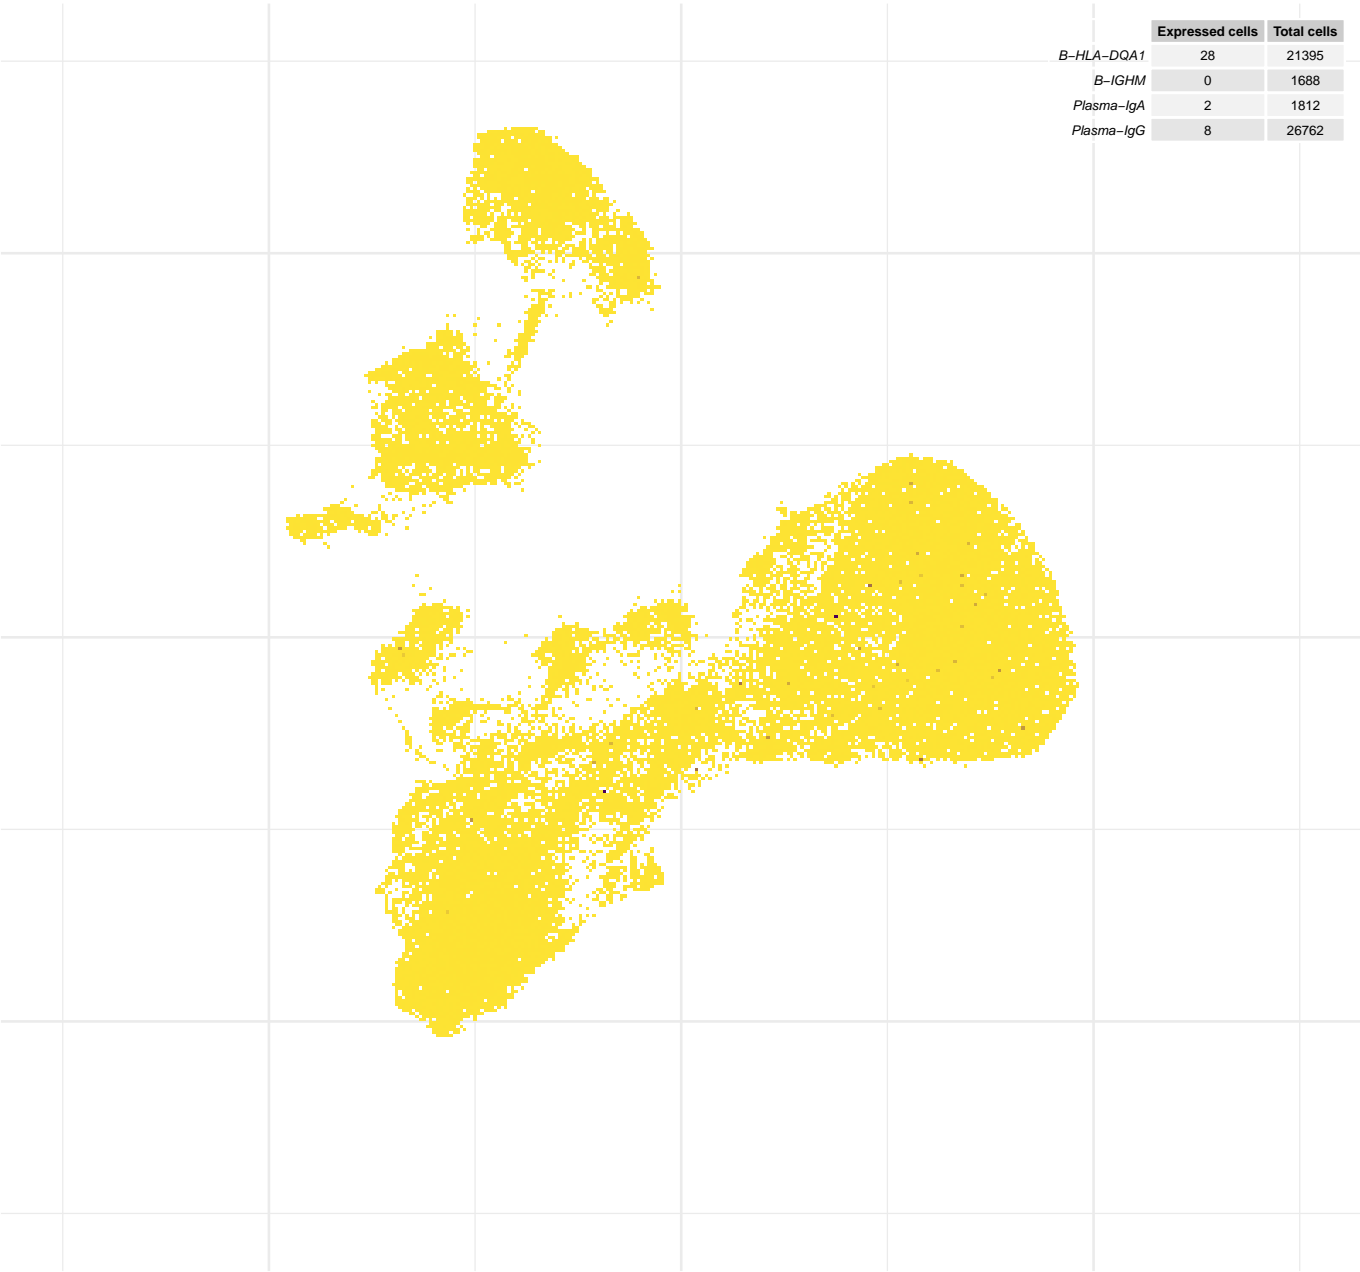 Expressed cells Total cells
B−HLA−DQA1 28 21395
B−IGHM 0 1688
Plasma−IgA 2 1812
Plasma−IgG 8 26762